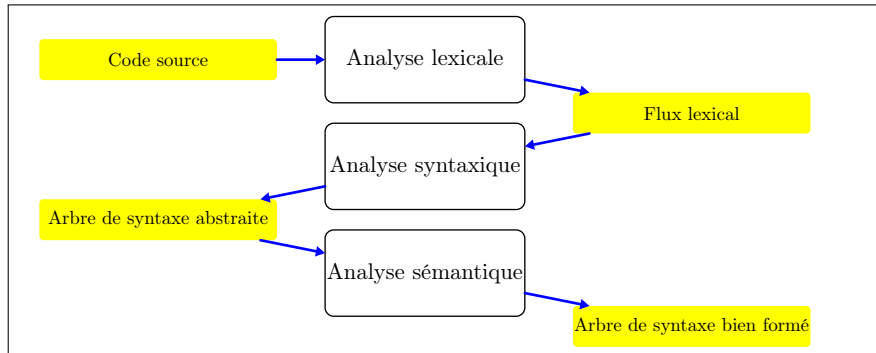 Code source
Analyse lexicale
Flux lexical
Analyse syntaxique
Arbre de syntaxe abstraite
Analyse sémantique
Arbre de syntaxe bien formé